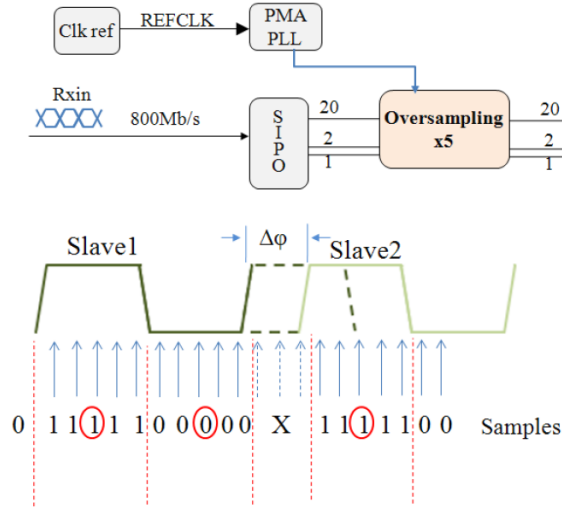 Clk ref
REFCLK
PMA
PLL
Rxin
800Mb/s
S
I
P
O
20
2
1
Oversampling
x5
20
2
1
Slave1
Δφ
Slave2
0 1 1 1 1 1 0 0 0 0 0 X 1 1 1 1 1 0 0 Samples